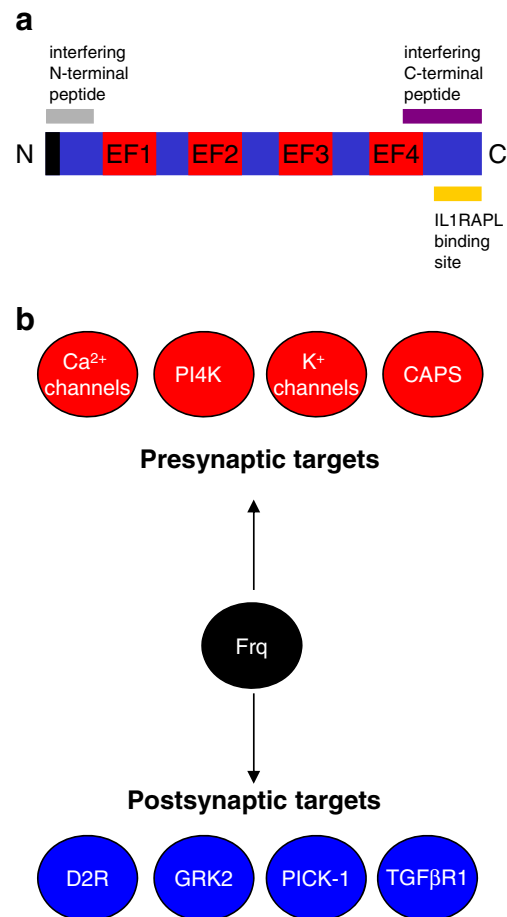 a
interfering
N-terminal
peptide
interfering
C-terminal
peptide
N EF1 EF2 EF3 EF4 C
IL1RAPL
binding
site
b
Ca²⁺
channels
PI4K
K⁺
channels
CAPS
Presynaptic targets
Frq
Postsynaptic targets
D2R GRK2 PICK-1 TGFβR1